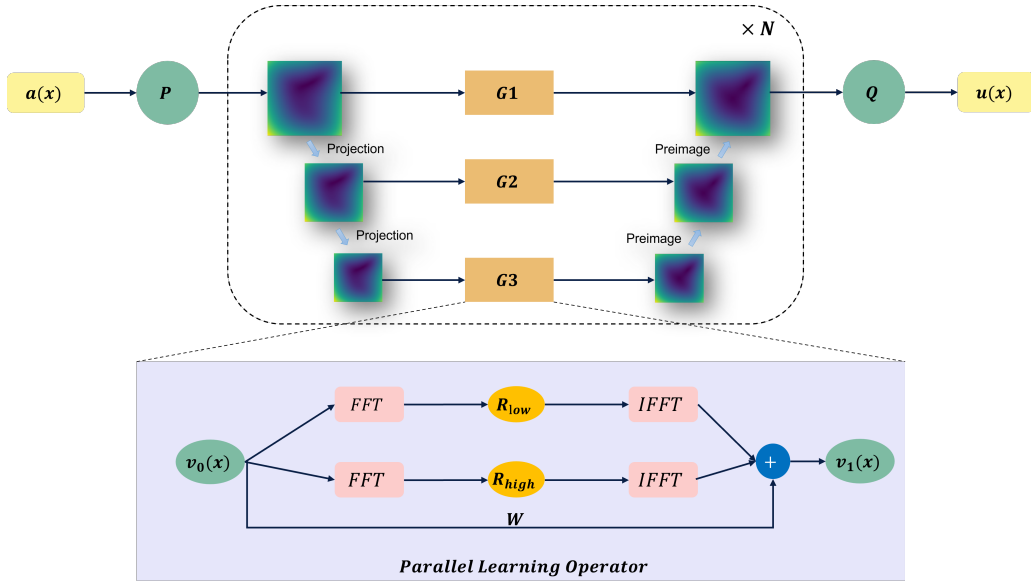 × N
a(x)
P
G1
Q
u(x)
Projection
Preimage
G2
Projection
Preimage
G3
FFT
R_low
IFFT
v_0(x)
+
v_1(x)
FFT
R_high
IFFT
W
Parallel Learning Operator